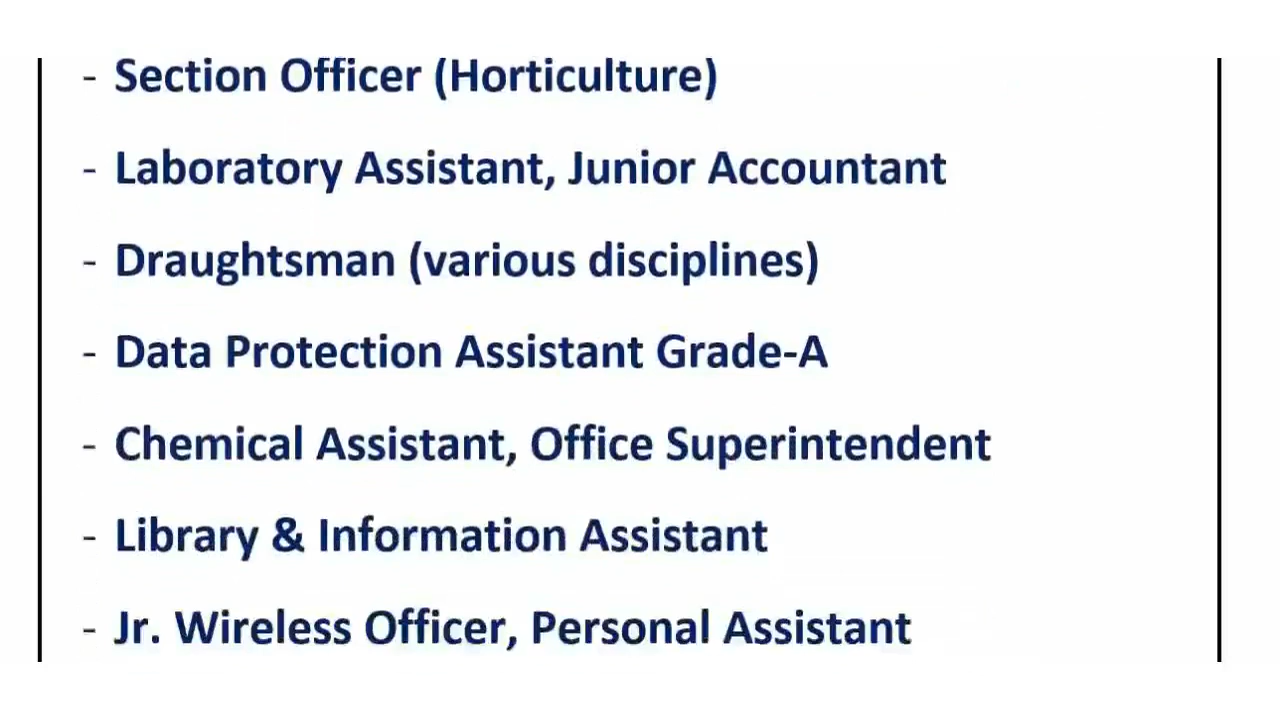 - Section Officer (Horticulture)
- Laboratory Assistant, Junior Accountant
- Draughtsman (various disciplines)
- Data Protection Assistant Grade-A
- Chemical Assistant, Office Superintendent
- Library & Information Assistant
- Jr. Wireless Officer, Personal Assistant